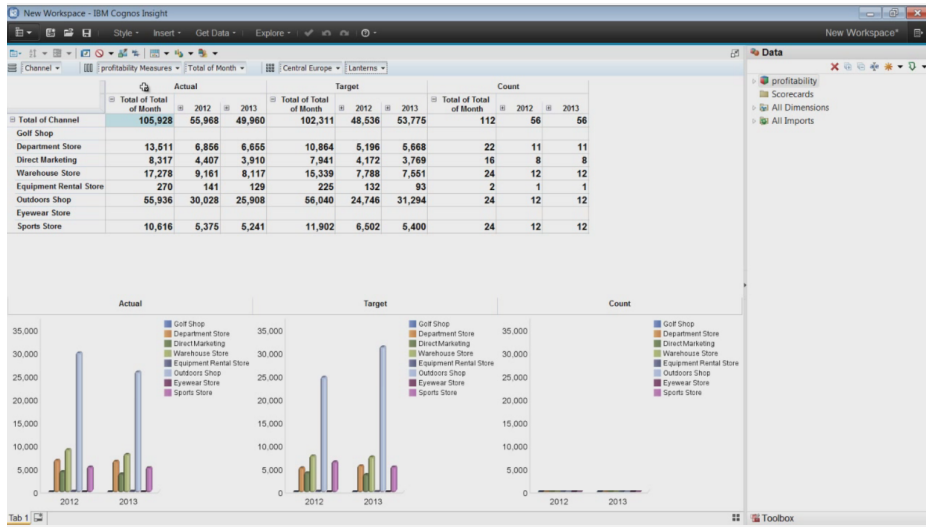 New Workspace - IBM Cognos Insight
Style Insert Get Data Explore New Workspace*
Channel profitability Measures Total of Month Central Europe Lanterns
Data
profitability
Scorecards
All Dimensions
All Imports
Actual Target Count
Total of Total of Month 2012 2013 Total of Total of Month 2012 2013 Total of Total of Month 2012 2013
Total of Channel 105,928 55,968 49,960 102,311 48,536 53,775 112 56 56
Golf Shop
Department Store 13,511 6,856 6,655 10,864 5,196 5,668 22 11 11
Direct Marketing 8,317 4,407 3,910 7,941 4,172 3,769 16 8 8
Warehouse Store 17,278 9,161 8,117 15,339 7,788 7,551 24 12 12
Equipment Rental Store 270 141 129 225 132 93 2 1 1
Outdoors Shop 55,936 30,028 25,908 56,040 24,746 31,294 24 12 12
Eyewear Store
Sports Store 10,616 5,375 5,241 11,902 6,502 5,400 24 12 12
Actual
35,000
30,000
25,000
20,000
15,000
10,000
5,000
0
2012 2013
Golf Shop
Department Store
Direct Marketing
Warehouse Store
Equipment Rental Store
Outdoors Shop
Eyewear Store
Sports Store
Target
35,000
30,000
25,000
20,000
15,000
10,000
5,000
0
2012 2013
Golf Shop
Department Store
Direct Marketing
Warehouse Store
Equipment Rental Store
Outdoors Shop
Eyewear Store
Sports Store
Count
35,000
30,000
25,000
20,000
15,000
10,000
5,000
0
2012 2013
Golf Shop
Department Store
Direct Marketing
Warehouse Store
Equipment Rental Store
Outdoors Shop
Eyewear Store
Sports Store
Tab 1
Toolbox